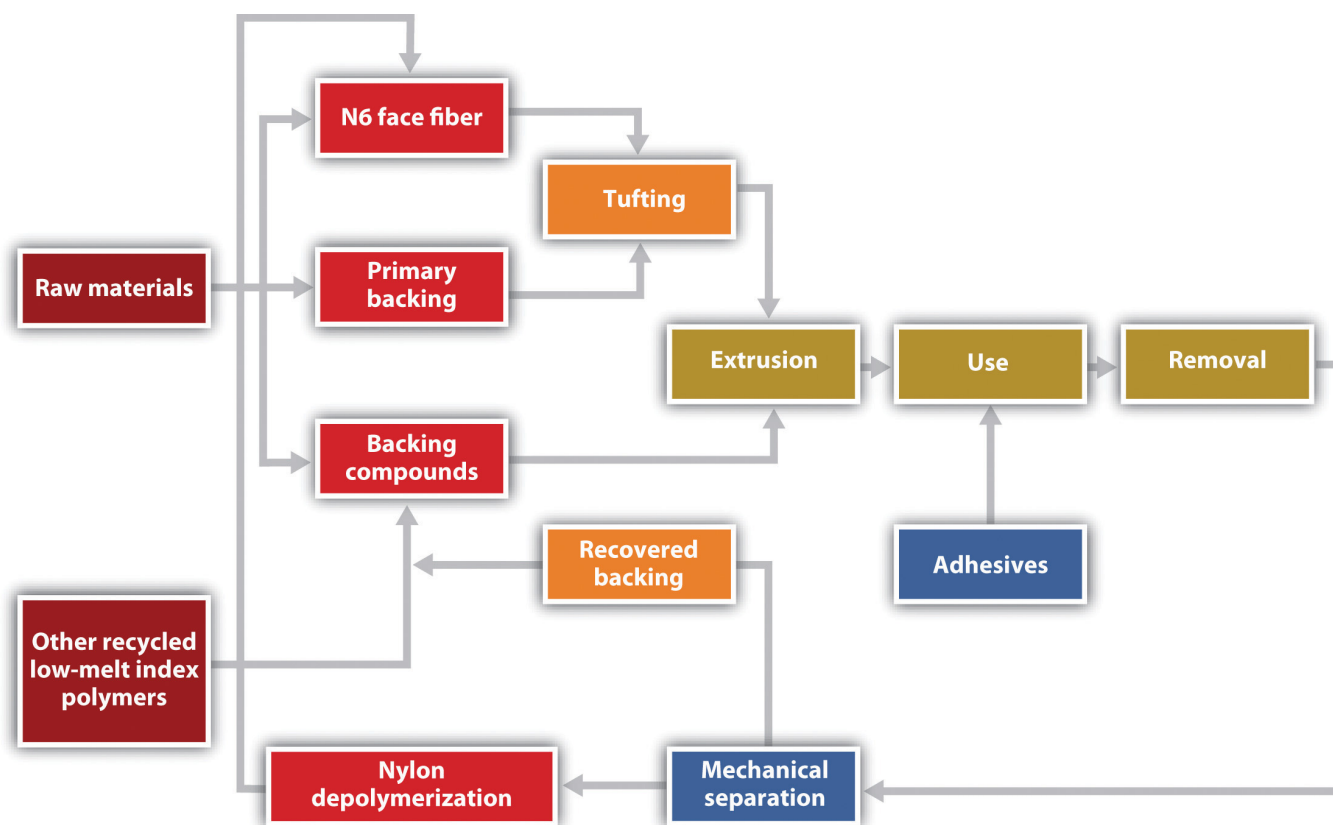 N6 face fiber
Tufting
Primary
backing
Raw materials
Extrusion
Use
Removal
Backing
compounds
Recovered
backing
Adhesives
Other recycled
low-melt index
polymers
Nylon
depolymerization
Mechanical
separation